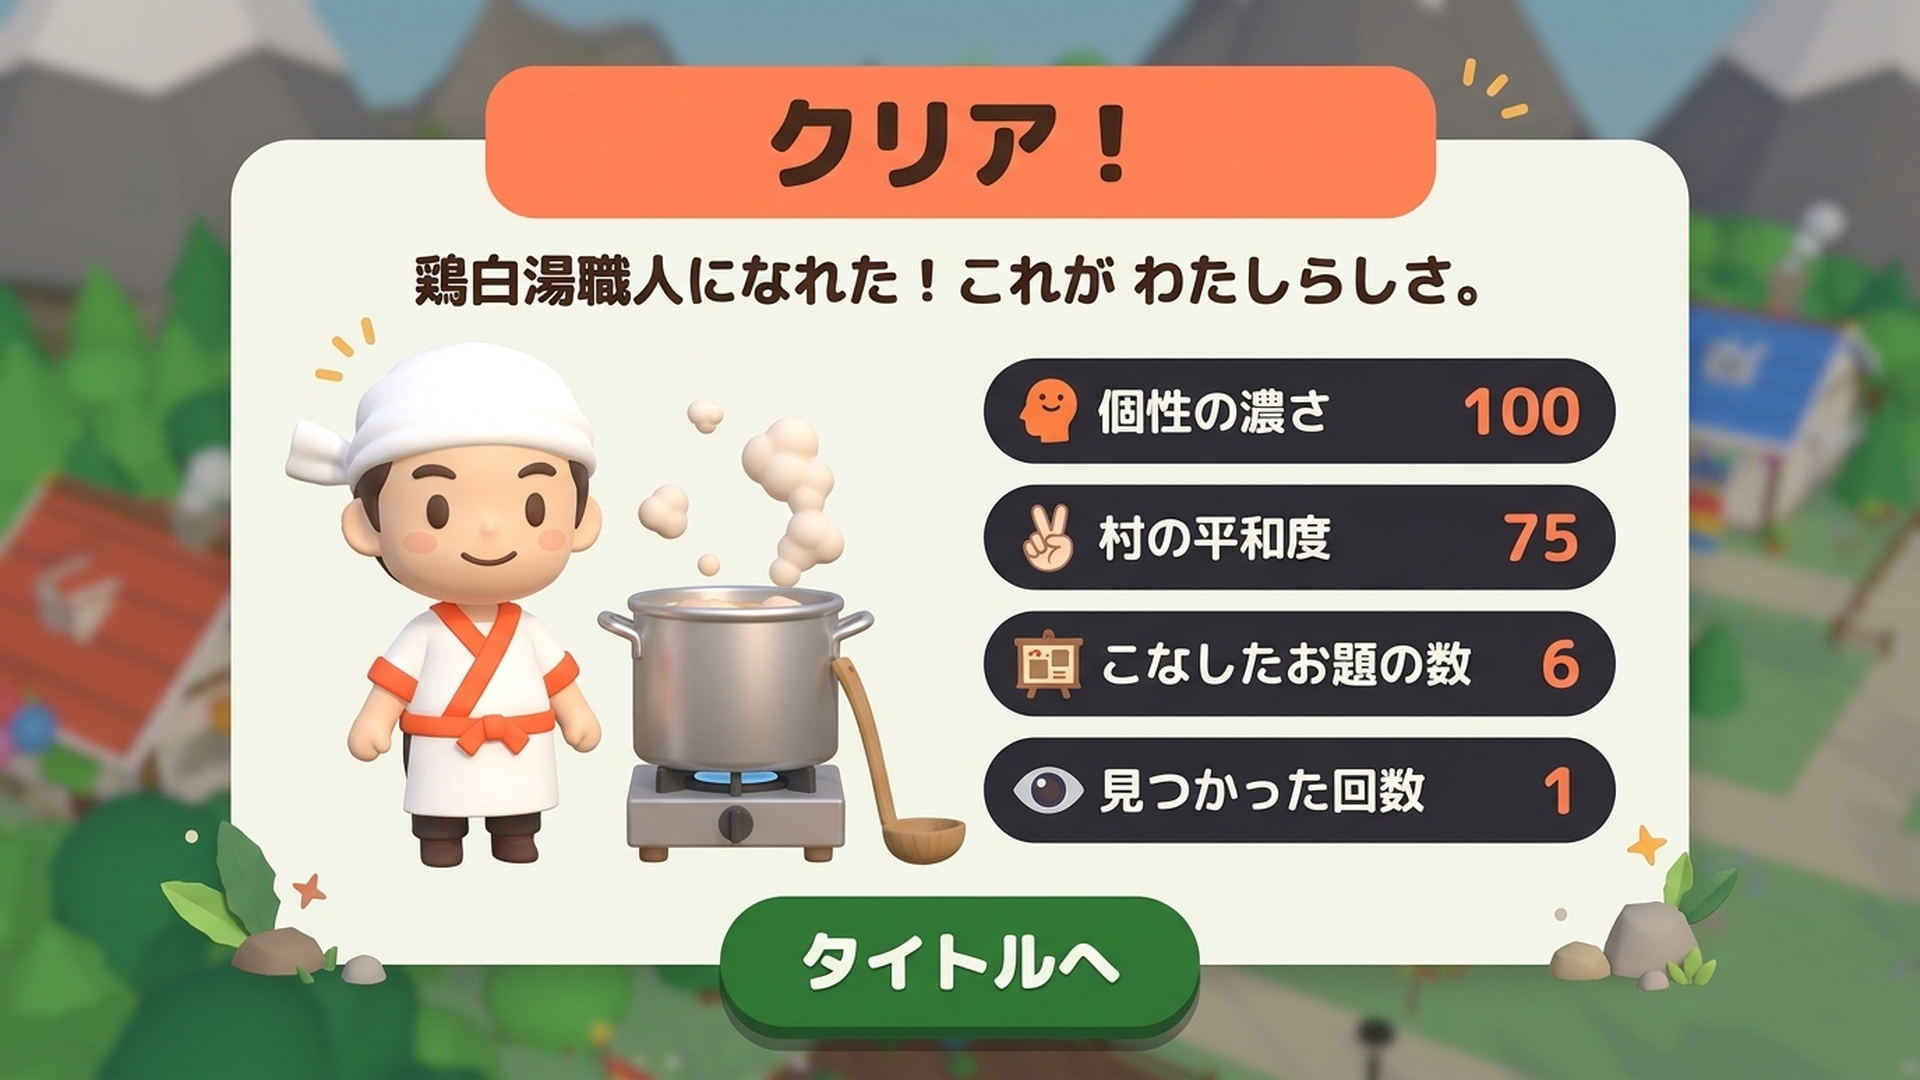 クリア！
鶏白湯職人になれた！これが わたしらしさ。
個性の濃さ 100
村の平和度 75
こなしたお題の数 6
見つかった回数 1
タイトルへ